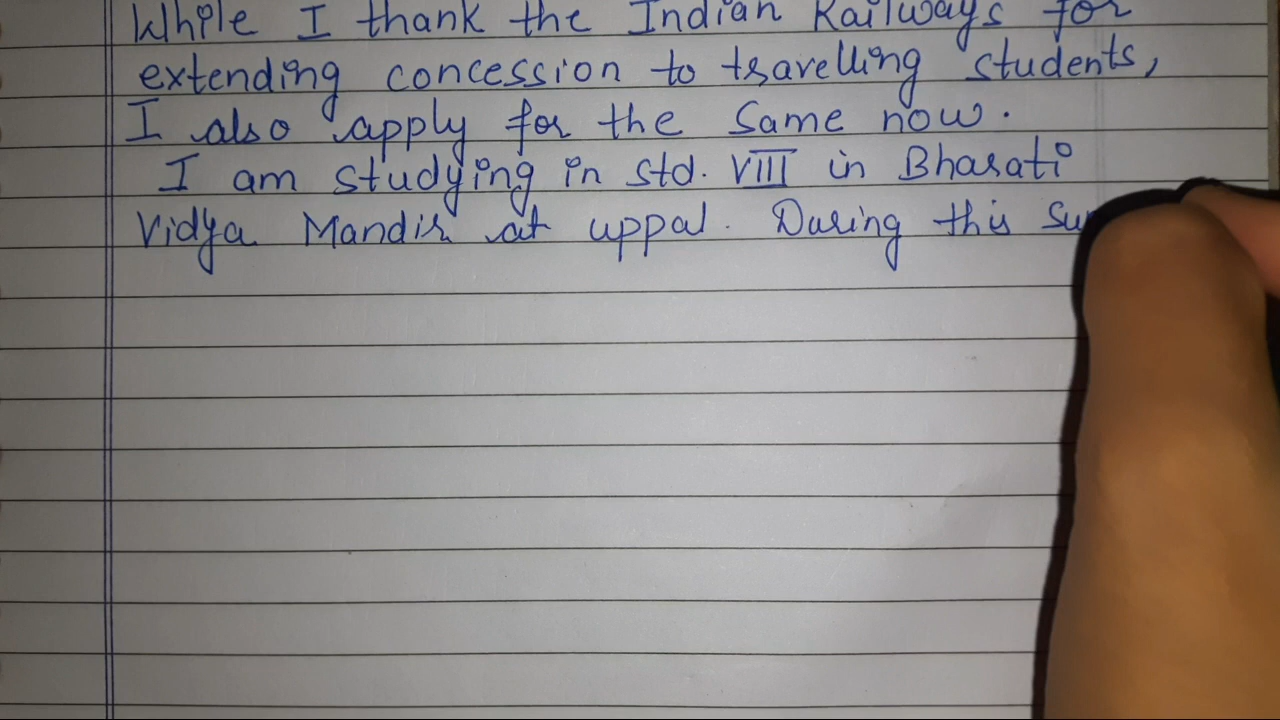 While I thank the Indian Railways for
extending concession to travelling students,
I also apply for the same now.
I am studying in std. VIII in Bharati
Vidya Mandir at uppal. During this